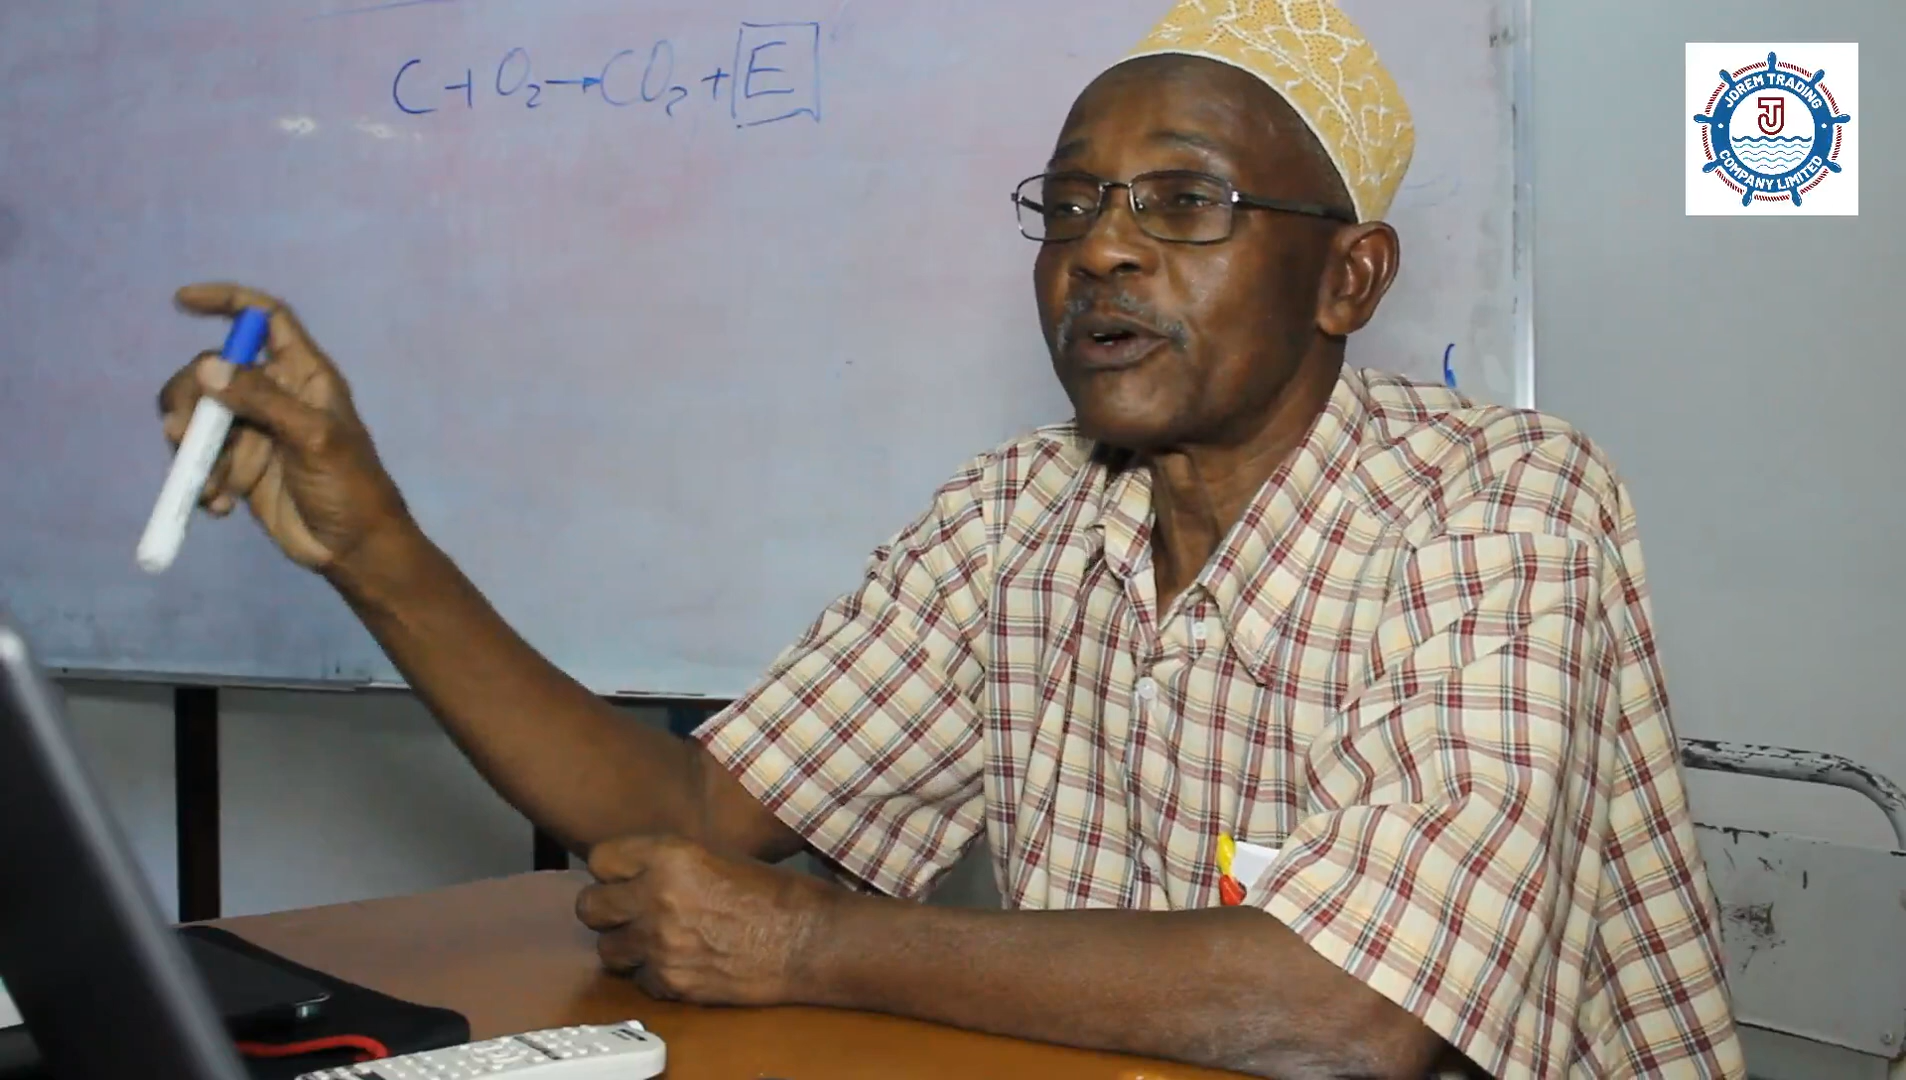 C + O₂ → CO₂ + E
JOREM TRADING
J
COMPANY LIMITED